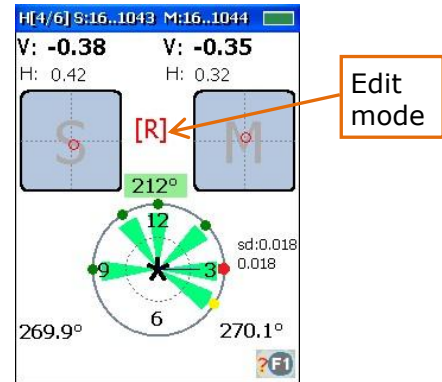 H[4/6] S:16..1043 M:16..1044
V: -0.38 V: -0.35
H: 0.42 H: 0.32
S [R] M
Edit
mode
212°
12
sd:0.018
0.018
9 3
6
269.9° 270.1°
?F1